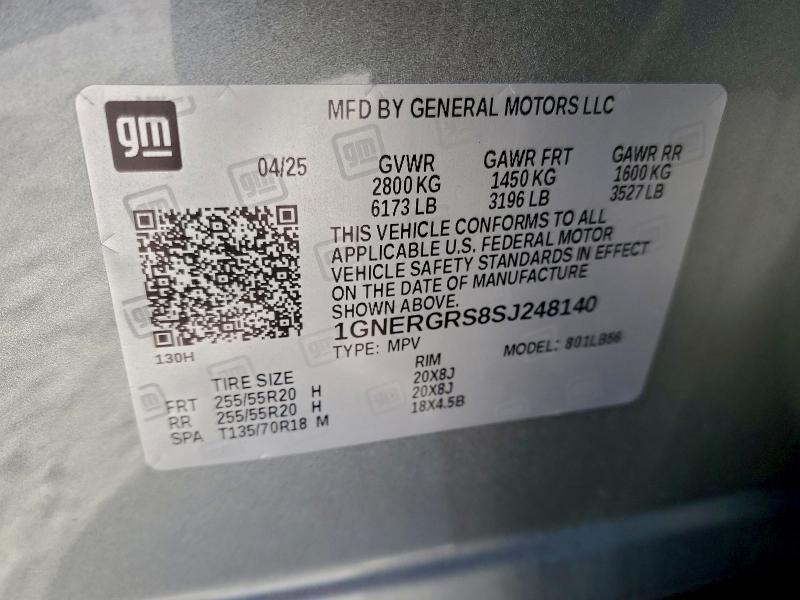 gm
MFD BY GENERAL MOTORS LLC
04/25
GVWR GAWR FRT GAWR RR
2800 KG 1450 KG 1600 KG
6173 LB 3196 LB 3527 LB
THIS VEHICLE CONFORMS TO ALL
APPLICABLE U.S. FEDERAL MOTOR
VEHICLE SAFETY STANDARDS IN EFFECT
ON THE DATE OF MANUFACTURE
SHOWN ABOVE.
1GNERGRS8SJ248140
130H
TYPE: MPV MODEL: 801LB56
TIRE SIZE RIM
FRT 255/55R20 H 20X8J
RR 255/55R20 H 20X8J
SPA T135/70R18 M 18X4.5B